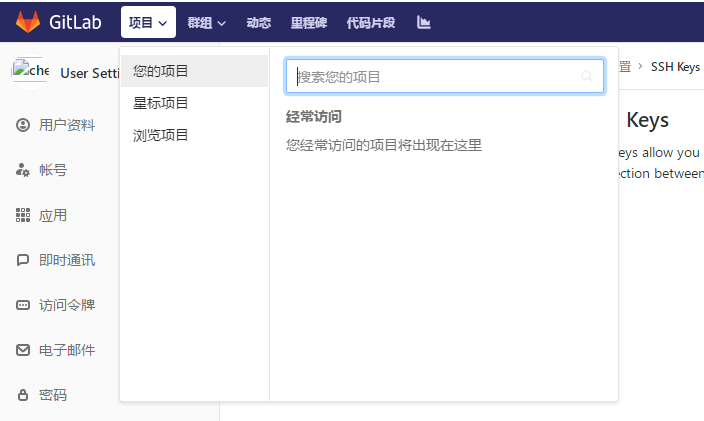 GitLab 项目 群组 动态 里程碑 代码片段
che User Setti
置 > SSH Keys
您的项目
星标项目
浏览项目
搜索您的项目
经常访问
您经常访问的项目将出现在这里
Keys
eys allow you
ction between
用户资料
帐号
应用
即时通讯
访问令牌
电子邮件
密码